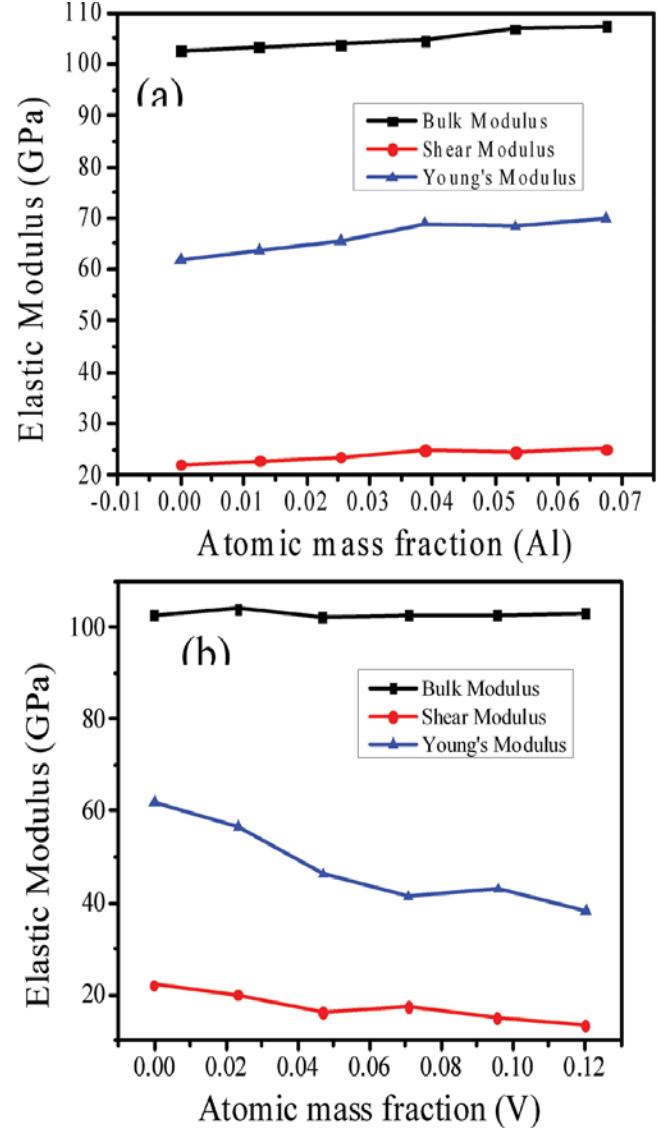 110
100
90
80
70
60
50
40
30
20
Elastic Modulus (GPa)
(a)
Bulk Modulus
Shear Modulus
Young's Modulus
-0.01 0.00 0.01 0.02 0.03 0.04 0.05 0.06 0.07
Atomic mass fraction (Al)
100
80
60
40
20
Elastic Modulus (GPa)
(b)
Bulk Modulus
Shear Modulus
Young's Modulus
0.00 0.02 0.04 0.06 0.08 0.10 0.12
Atomic mass fraction (V)